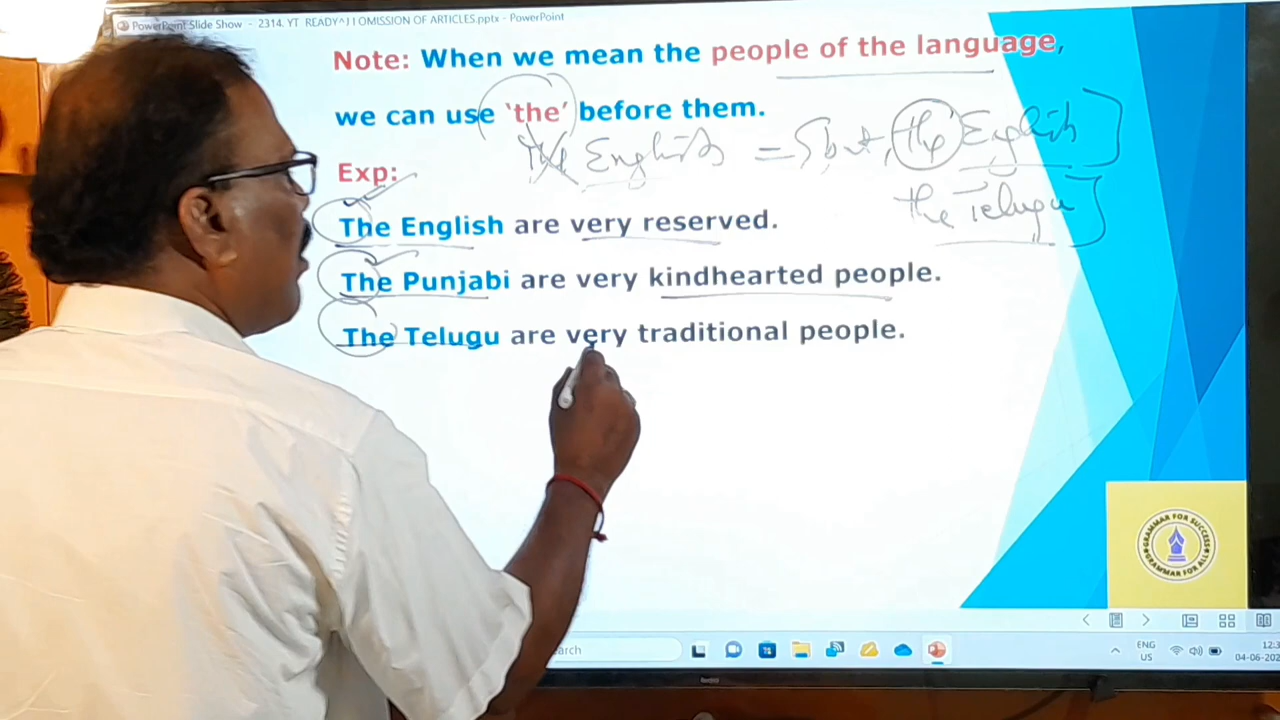 PowerPoint Slide Show - 2314. YT READY^J I OMISSION OF ARTICLES.pptx - PowerPoint
Note: When we mean the people of the language,
we can use ‘the’ before them.
the English = but, the English
the Telugu
Exp:
The English are very reserved.
The Punjabi are very kindhearted people.
The Telugu are very traditional people.
GRAMMAR FOR SUCCESS
GRAMMAR FOR ALL
ENG
US
04-06-202